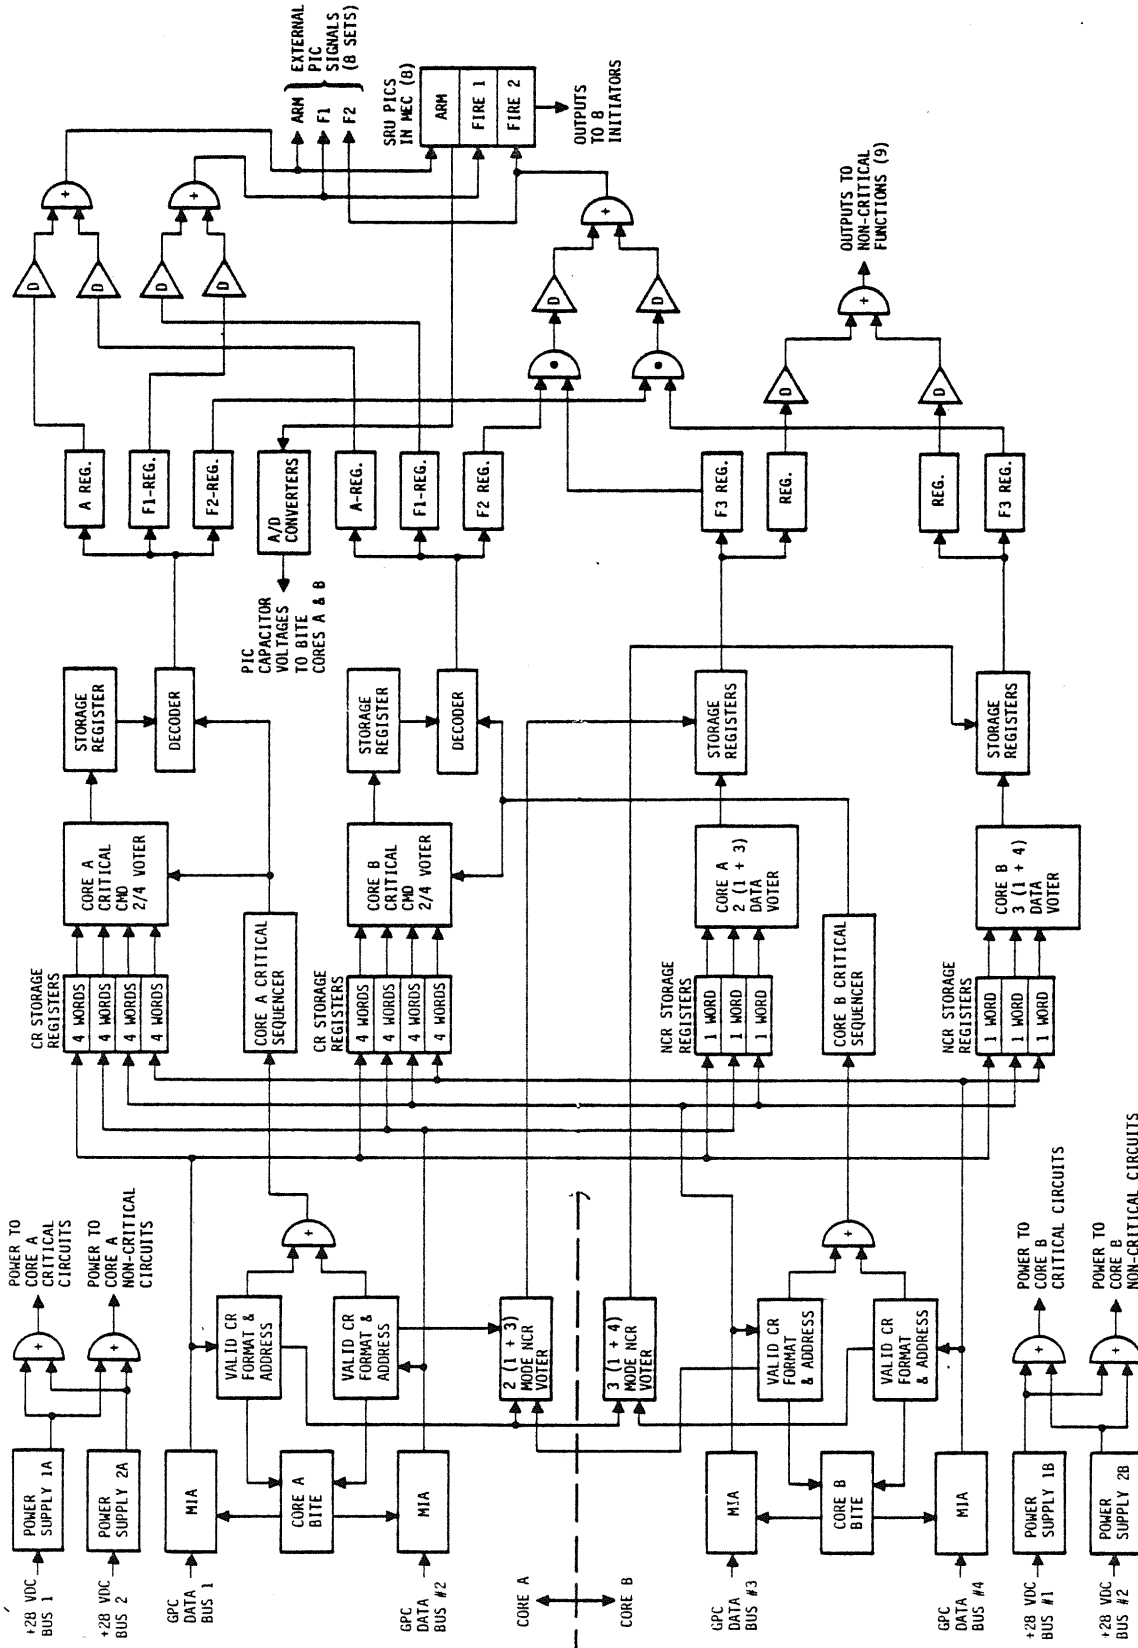 +28 VDC
BUS 1
POWER
SUPPLY 1A
+
POWER TO
CORE A
CRITICAL
CIRCUITS
+28 VDC
BUS 2
POWER
SUPPLY 2A
+
POWER TO
CORE A
NON-CRITICAL
CIRCUITS
GPC
DATA
BUS 1
MIA
CORE A
BITE
GPC
DATA
BUS #2
MIA
VALID CR
FORMAT &
ADDRESS
VALID CR
FORMAT &
ADDRESS
+
2 (1 + 3)
MODE NCR
VOTER
CORE A
CORE B
3 (1 + 4)
MODE NCR
VOTER
GPC
DATA
BUS #3
MIA
CORE B
BITE
GPC
DATA
BUS #4
MIA
VALID CR
FORMAT
& ADDRESS
VALID CR
FORMAT
& ADDRESS
+
+28 VDC
BUS #1
POWER
SUPPLY 1B
+
POWER TO
CORE B
CRITICAL CIRCUITS
+28 VDC
BUS #2
POWER
SUPPLY 2B
+
POWER TO
CORE B
NON-CRITICAL CIRCUITS
CR STORAGE
REGISTERS
4 WORDS
4 WORDS
4 WORDS
4 WORDS
CORE A
CRITICAL
CMD
2/4 VOTER
STORAGE
REGISTER
DECODER
CORE A CRITICAL
SEQUENCER
CR STORAGE
REGISTERS
4 WORDS
4 WORDS
4 WORDS
4 WORDS
CORE B
CRITICAL
CMD
2/4 VOTER
STORAGE
REGISTER
DECODER
NCR STORAGE
REGISTERS
1 WORD
1 WORD
1 WORD
CORE A
2 (1 + 3)
DATA
VOTER
STORAGE
REGISTERS
CORE B CRITICAL
SEQUENCER
NCR STORAGE
REGISTERS
1 WORD
1 WORD
1 WORD
CORE B
3 (1 + 4)
DATA
VOTER
STORAGE
REGISTERS
A REG.
F1-REG.
F2-REG.
PIC
CAPACITOR
VOLTAGES
TO BITE
CORES A & B
A/D
CONVERTERS
A-REG.
F1-REG.
F2 REG.
F3 REG.
REG.
REG.
F3 REG.
D
D
+
D
D
+
ARM
F1
F2
EXTERNAL
PIC
SIGNALS
(8 SETS)
SRU PICS
IN MEC (8)
ARM
FIRE 1
FIRE 2
OUTPUTS
TO 8
INITIATORS
D
D
+
D
D
+
OUTPUTS TO
NON-CRITICAL
FUNCTIONS (9)